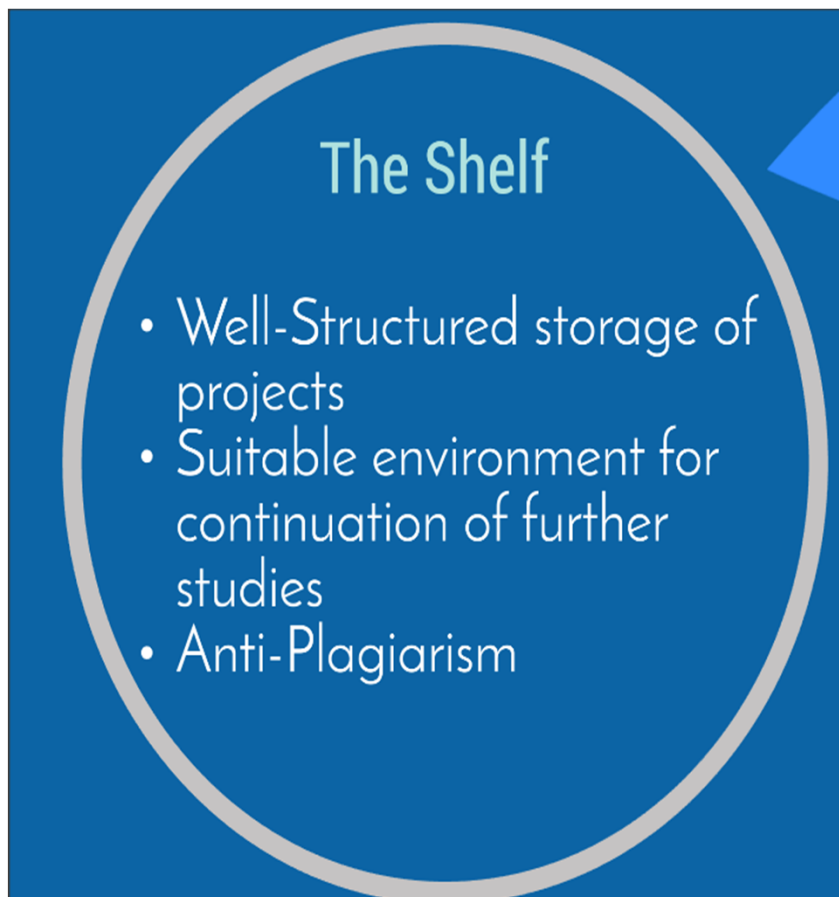 The Shelf
• Well-Structured storage of
projects
• Suitable environment for
continuation of further
studies
• Anti-Plagiarism